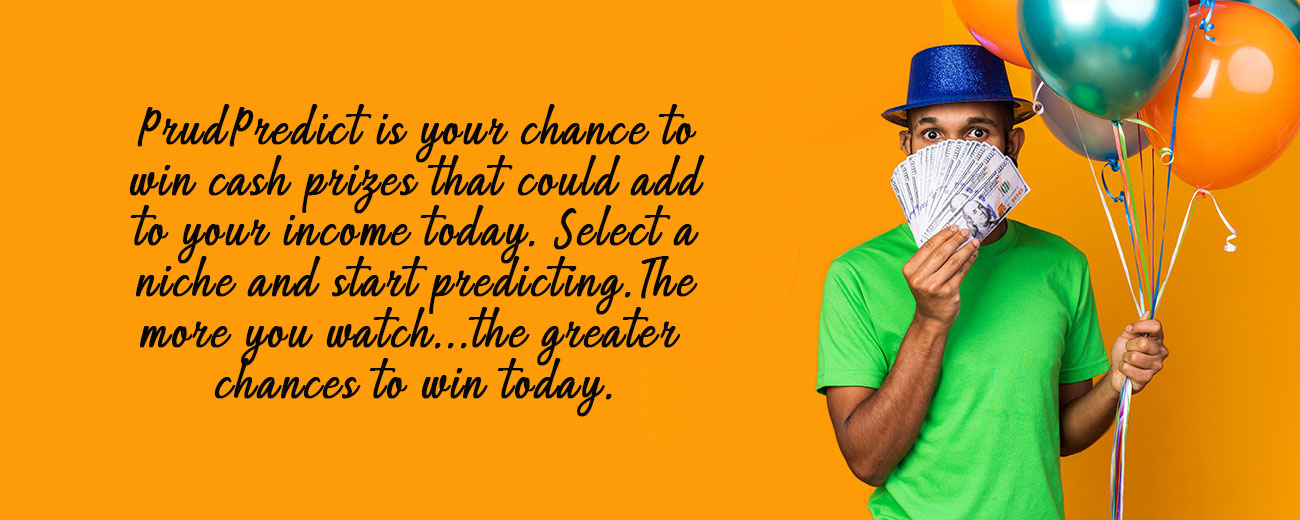 PrudPredict is your chance to
win cash prizes that could add
to your income today. Select a
niche and start predicting.The
more you watch...the greater
chances to win today.